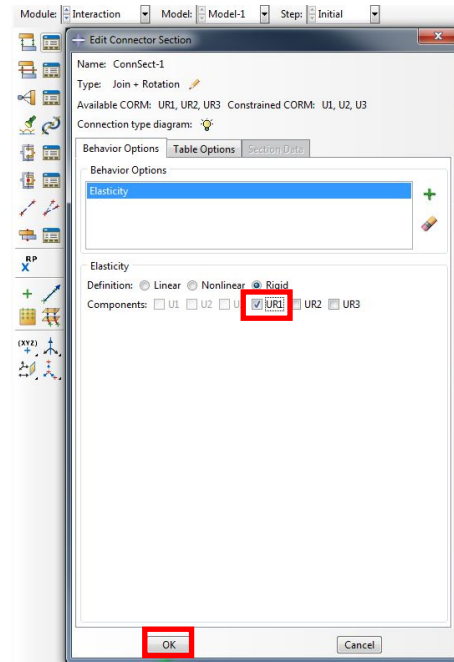 Module: Interaction Model: Model-1 Step: Initial
Edit Connector Section
Name: ConnSect-1
Type: Join + Rotation
Available CORM: UR1, UR2, UR3 Constrained CORM: U1, U2, U3
Connection type diagram:
Behavior Options Table Options Section Data
Behavior Options
Elasticity
Elasticity
Definition: Linear Nonlinear Rigid
Components: U1 U2 UR1 UR2 UR3
RP
(XYZ)
OK Cancel